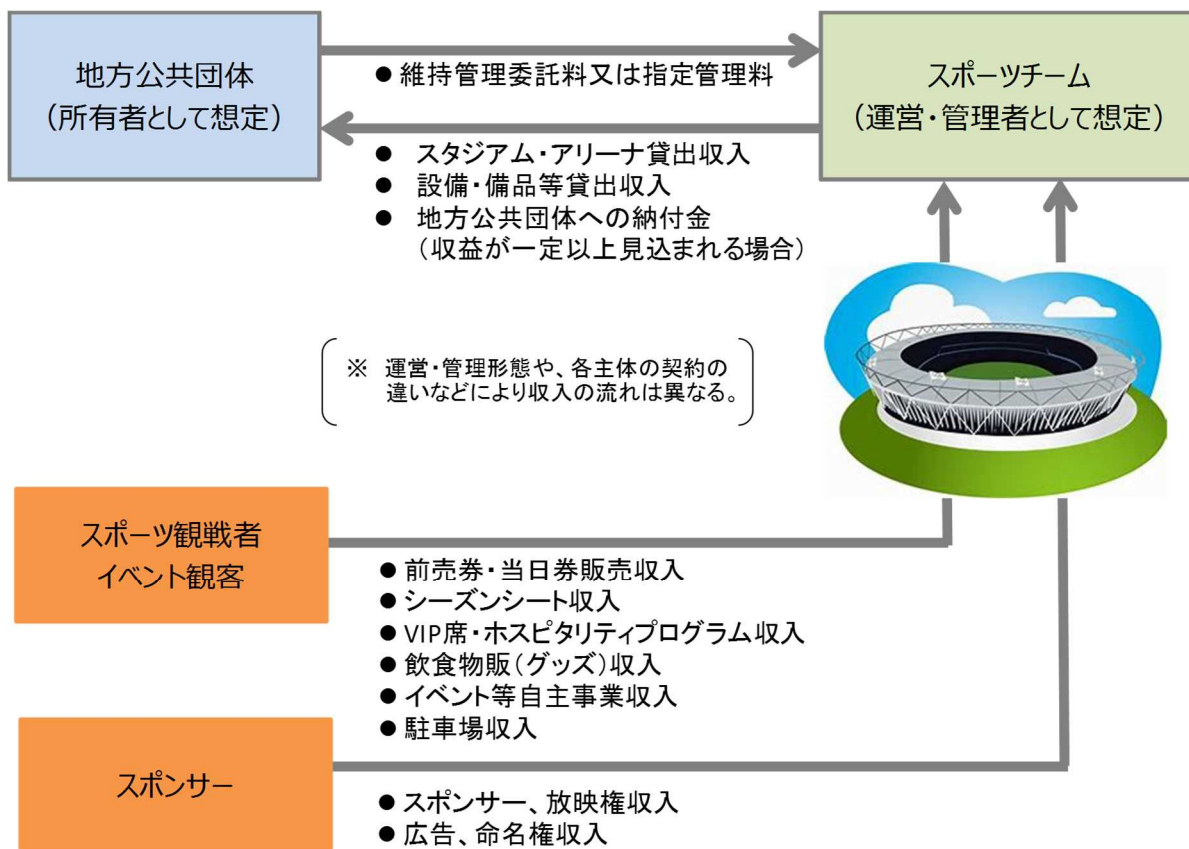 地方公共団体
（所有者として想定）
●維持管理委託料又は指定管理料
スポーツチーム
（運営・管理者として想定）
● スタジアム・アリーナ貸出収入
● 設備・備品等貸出収入
● 地方公共団体への納付金
（収益が一定以上見込まれる場合）
※ 運営・管理形態や、各主体の契約の
違いなどにより収入の流れは異なる。
スポーツ観戦者
イベント観客
●前売券・当日券販売収入
●シーズンシート収入
●VIP席・ホスピタリティプログラム収入
●飲食物販（グッズ）収入
●イベント等自主事業収入
●駐車場収入
スポンサー
●スポンサー、放映権収入
●広告、命名権収入